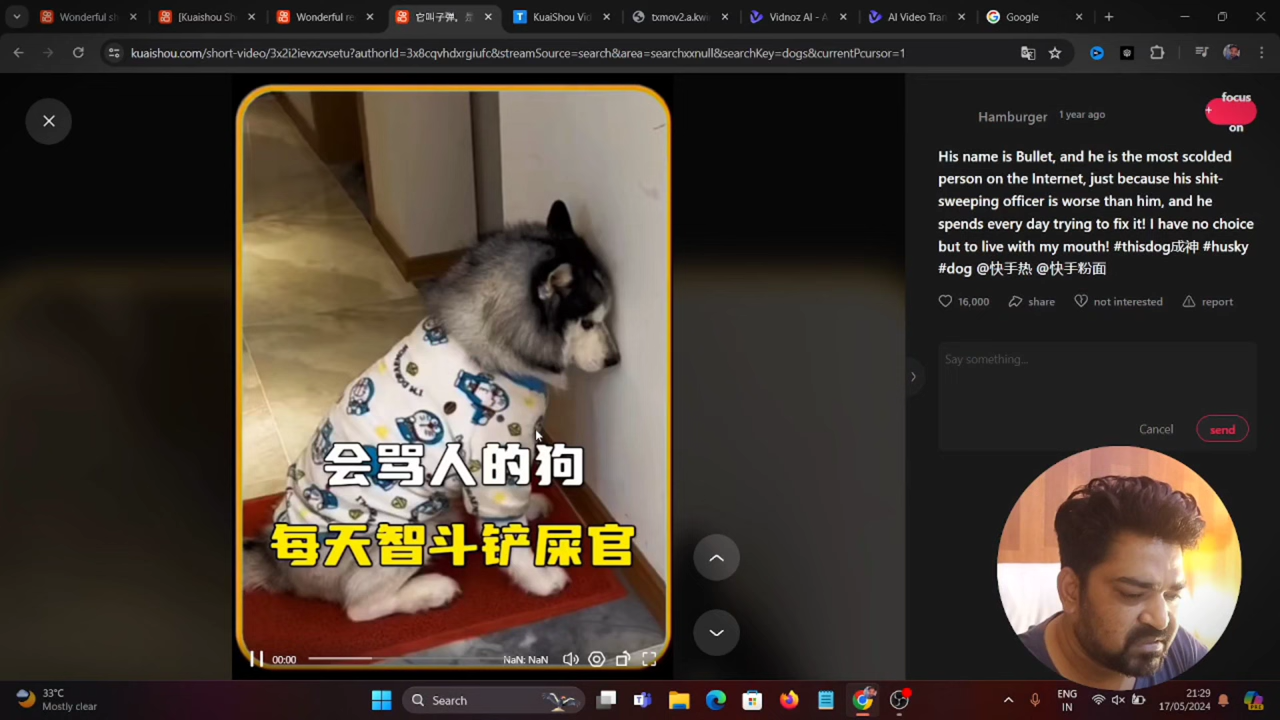 Wonderful sh
[Kuaishou Sh
Wonderful re
它叫子弹,
KuaiShou Vid
txmov2.a.kw
Vidnoz AI - A
AI Video Tran
Google
kuaishou.com/short-video/3x2i2ievxzvsetu?authorId=3x8cqvhdxrgiufc&streamSource=search&area=searchxxnull&searchKey=dogs&currentPcursor=1
Hamburger 1 year ago
focus
+
on
His name is Bullet, and he is the most scolded
person on the Internet, just because his shit-
sweeping officer is worse than him, and he
spends every day trying to fix it! I have no choice
but to live with my mouth! #thisdog成神 #husky
#dog @快手热 @快手粉面
16,000 share not interested report
Say something...
Cancel send
I'M DORAEMON
会骂人的狗
每天智斗铲屎官
00:00 NaN: NaN
33°C
Mostly clear
Search
ENG
IN
21:29
17/05/2024